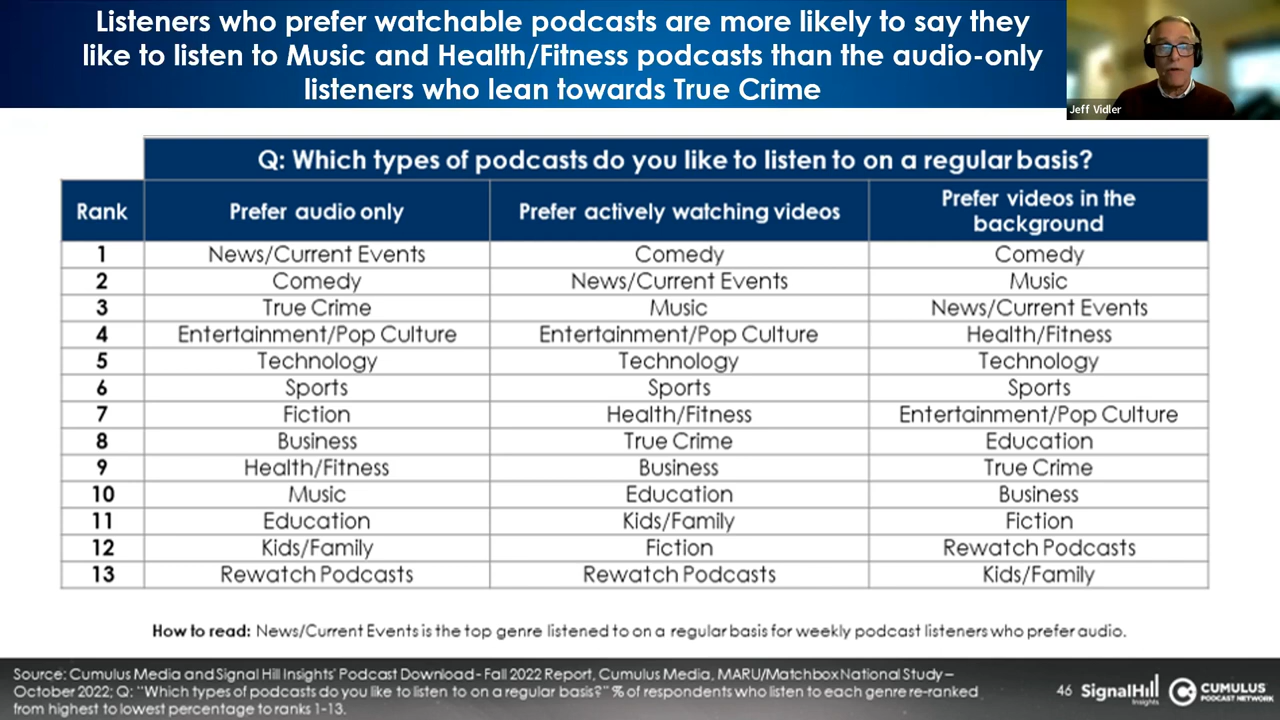 Listeners who prefer watchable podcasts are more likely to say they
like to listen to Music and Health/Fitness podcasts than the audio-only
listeners who lean towards True Crime
Jeff Vidler
Q: Which types of podcasts do you like to listen to on a regular basis?
Rank Prefer audio only Prefer actively watching videos Prefer videos in the
background
1 News/Current Events Comedy Comedy
2 Comedy News/Current Events Music
3 True Crime Music News/Current Events
4 Entertainment/Pop Culture Entertainment/Pop Culture Health/Fitness
5 Technology Technology Technology
6 Sports Sports Sports
7 Fiction Health/Fitness Entertainment/Pop Culture
8 Business True Crime Education
9 Health/Fitness Business True Crime
10 Music Education Business
11 Education Kids/Family Fiction
12 Kids/Family Fiction Rewatch Podcasts
13 Rewatch Podcasts Rewatch Podcasts Kids/Family
How to read: News/Current Events is the top genre listened to on a regular basis for weekly podcast listeners who prefer audio.
Source: Cumulus Media and Signal Hill Insights' Podcast Download - Fall 2022 Report, Cumulus Media, MARU/Matchbox National Study –
October 2022; Q: "Which types of podcasts do you like to listen to on a regular basis?" % of respondents who listen to each genre re-ranked
from highest to lowest percentage to ranks 1-13.
46 SignalHill
Insights
CUMULUS
PODCAST NETWORK